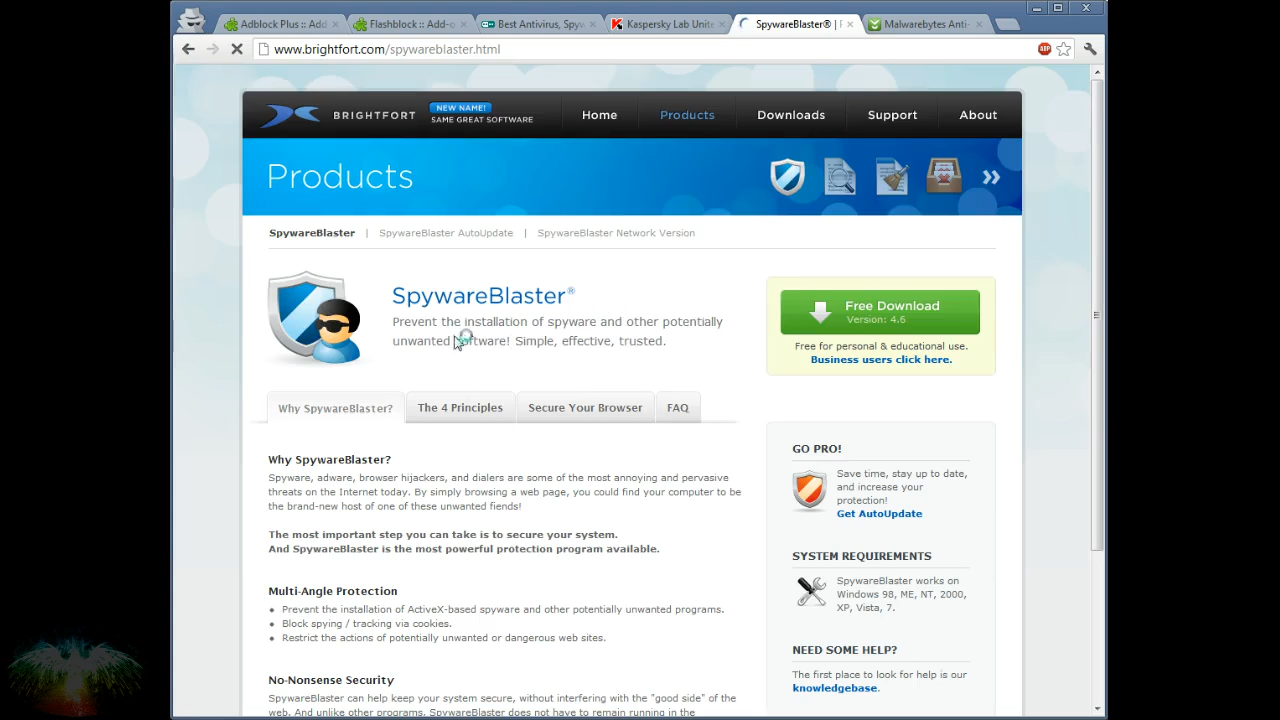 Adblock Plus :: Add
Flashblock :: Add-o
Best Antivirus, Spyw
Kaspersky Lab Unite
SpywareBlaster® |
Malwarebytes Anti-
www.brightfort.com/spywareblaster.html
ABP
BRIGHTFORT
NEW NAME!
SAME GREAT SOFTWARE
Home
Products
Downloads
Support
About
Products
SpywareBlaster | SpywareBlaster AutoUpdate | SpywareBlaster Network Version
SpywareBlaster®
Prevent the installation of spyware and other potentially
unwanted software! Simple, effective, trusted.
Free Download
Version: 4.6
Free for personal & educational use.
Business users click here.
Why SpywareBlaster?
The 4 Principles
Secure Your Browser
FAQ
Why SpywareBlaster?
Spyware, adware, browser hijackers, and dialers are some of the most annoying and pervasive
threats on the Internet today. By simply browsing a web page, you could find your computer to be
the brand-new host of one of these unwanted fiends!
The most important step you can take is to secure your system.
And SpywareBlaster is the most powerful protection program available.
Multi-Angle Protection
• Prevent the installation of ActiveX-based spyware and other potentially unwanted programs.
• Block spying / tracking via cookies.
• Restrict the actions of potentially unwanted or dangerous web sites.
No-Nonsense Security
SpywareBlaster can help keep your system secure, without interfering with the "good side" of the
web. And unlike other programs, SpywareBlaster does not have to remain running in the
GO PRO!
Save time, stay up to date,
and increase your
protection!
Get AutoUpdate
SYSTEM REQUIREMENTS
SpywareBlaster works on
Windows 98, ME, NT, 2000,
XP, Vista, 7.
NEED SOME HELP?
The first place to look for help is our
knowledgebase.